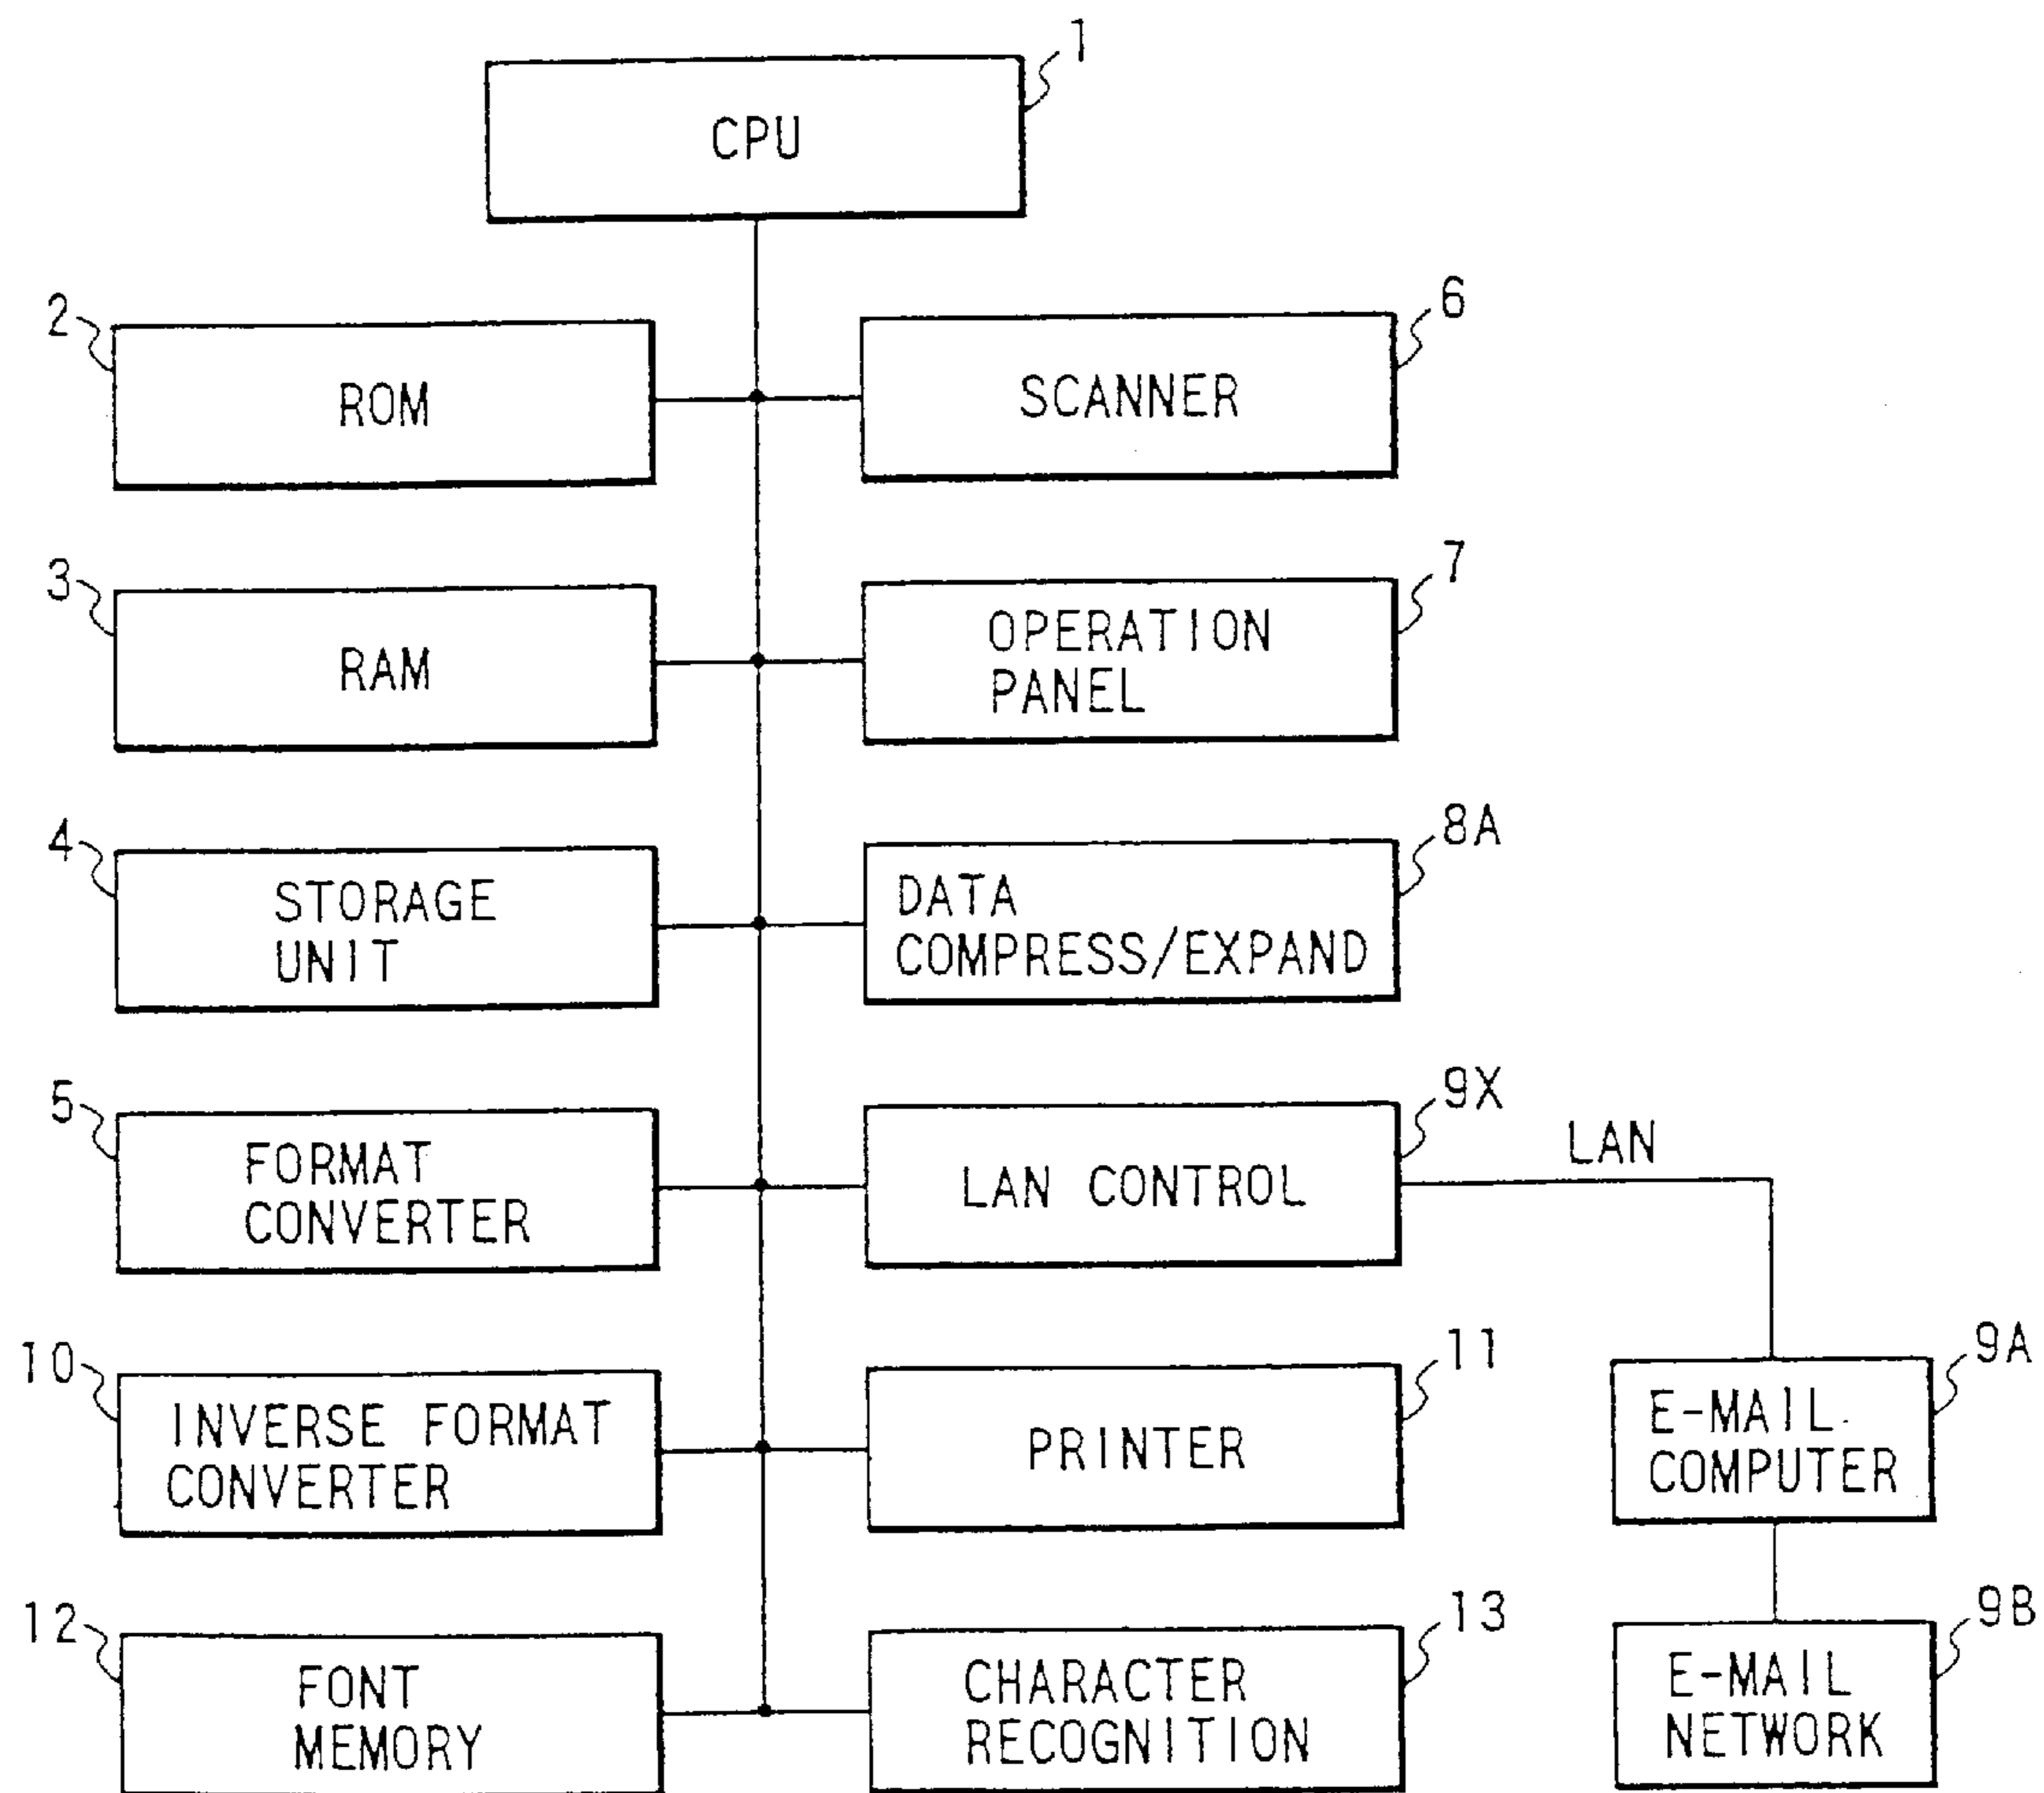 1
CPU
2
ROM
6
SCANNER
3
RAM
7
OPERATION
PANEL
4
STORAGE
UNIT
8A
DATA
COMPRESS/EXPAND
5
FORMAT
CONVERTER
9X
LAN CONTROL
LAN
10
INVERSE FORMAT
CONVERTER
11
PRINTER
9A
E-MAIL
COMPUTER
12
FONT
MEMORY
13
CHARACTER
RECOGNITION
9B
E-MAIL
NETWORK